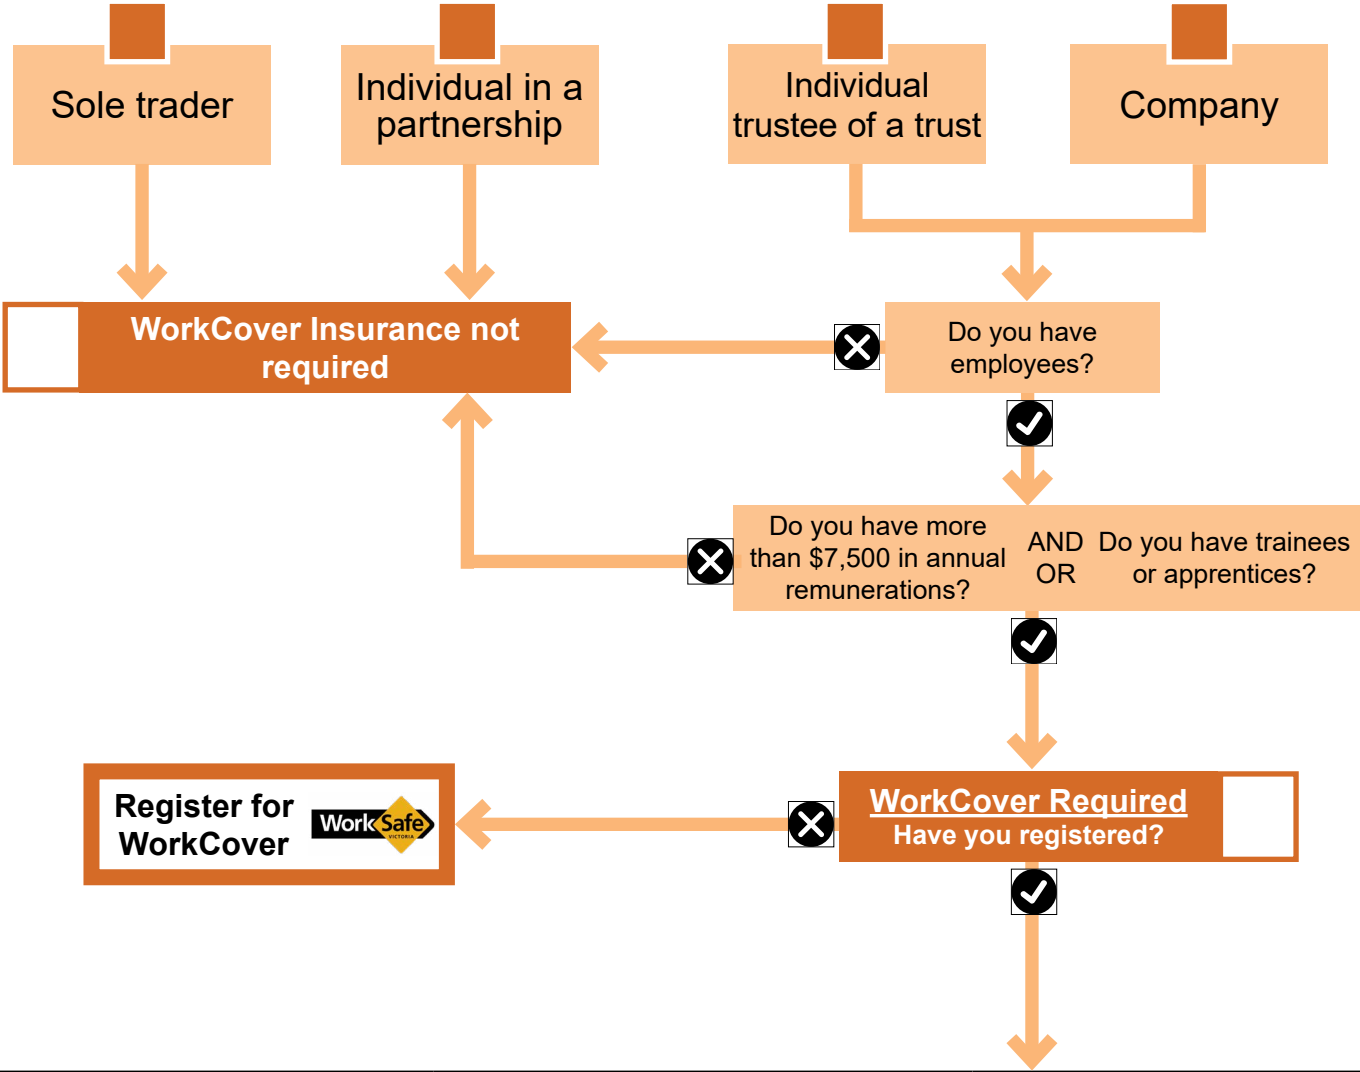 Sole trader
Individual in a
partnership
Individual
trustee of a trust
Company
WorkCover Insurance not
required
Do you have
employees?
Do you have more
than $7,500 in annual
remunerations?
AND
OR
Do you have trainees
or apprentices?
WorkCover Required
Have you registered?
Register for
WorkCover
WorkSafe
VICTORIA